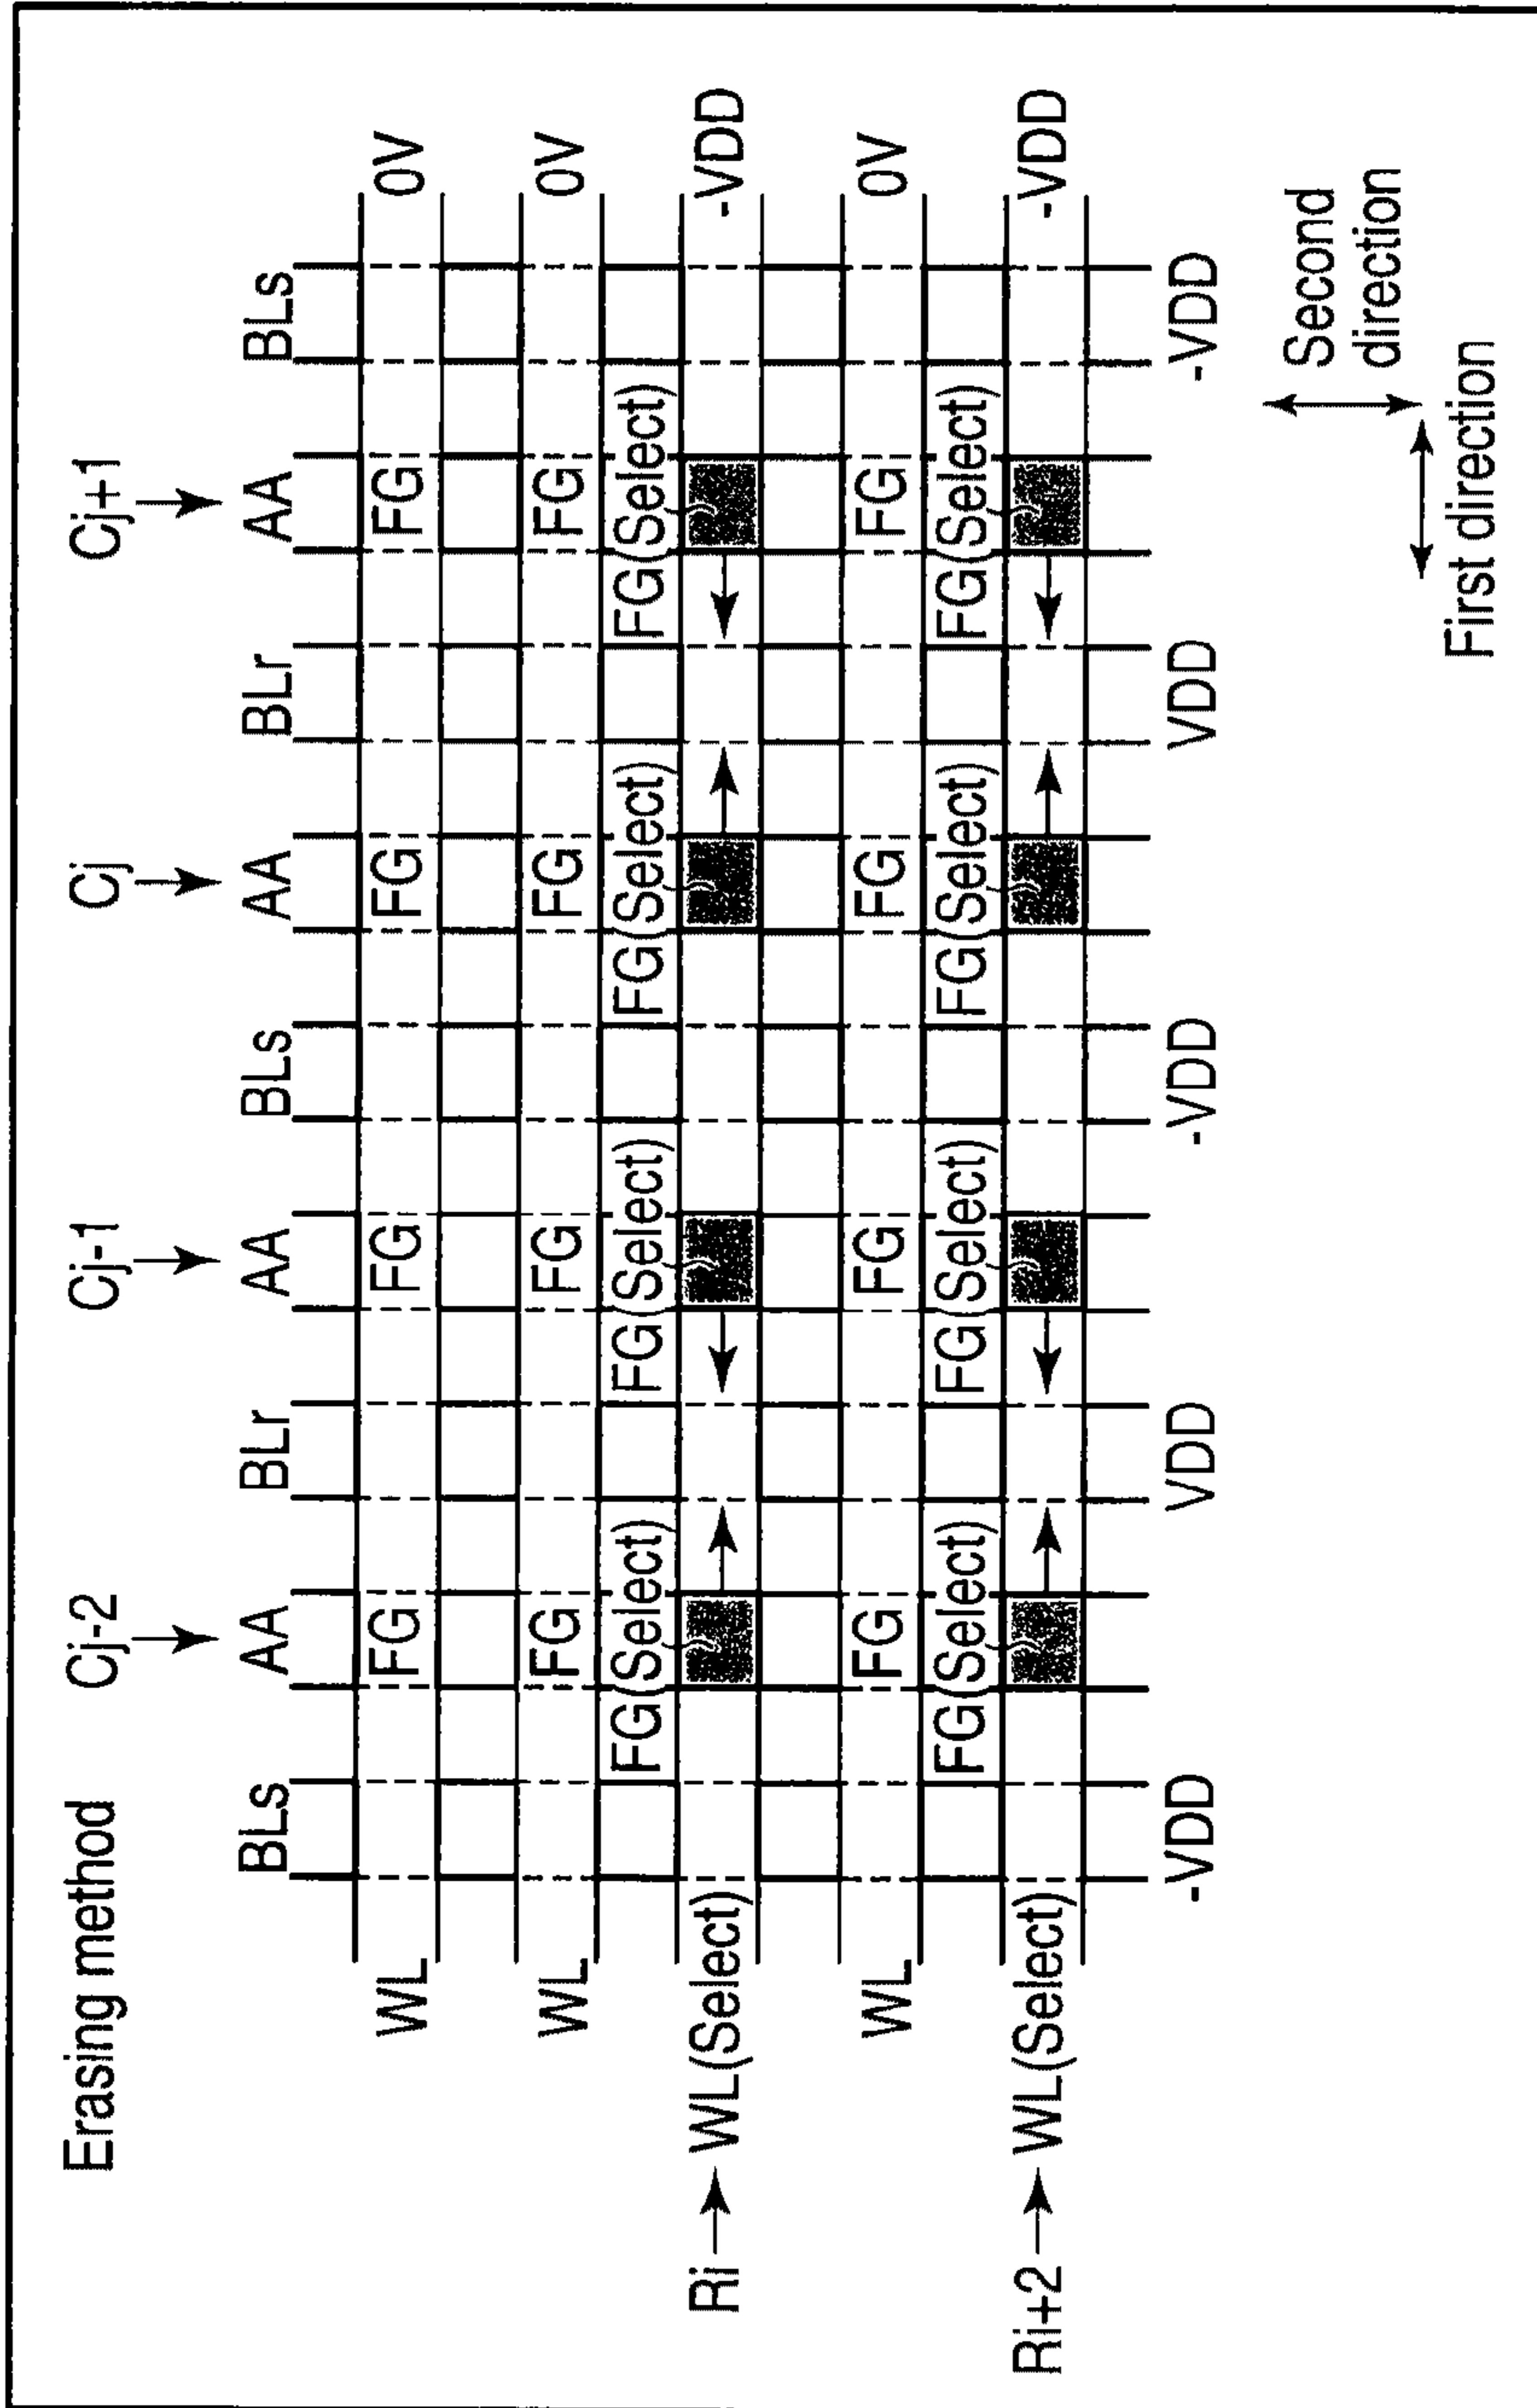 Erasing method
Cj-2 Cj-1 Cj Cj+1
BLs AA BLr AA BLs AA BLr AA BLs
WL FG FG FG FG 0V
WL FG FG FG FG 0V
FG(Select) FG(Select) FG(Select) FG(Select)
Ri WL(Select) -VDD
WL FG FG FG FG 0V
FG(Select) FG(Select) FG(Select) FG(Select)
Ri+2 WL(Select) -VDD
-VDD VDD -VDD VDD -VDD
Second
direction
First direction